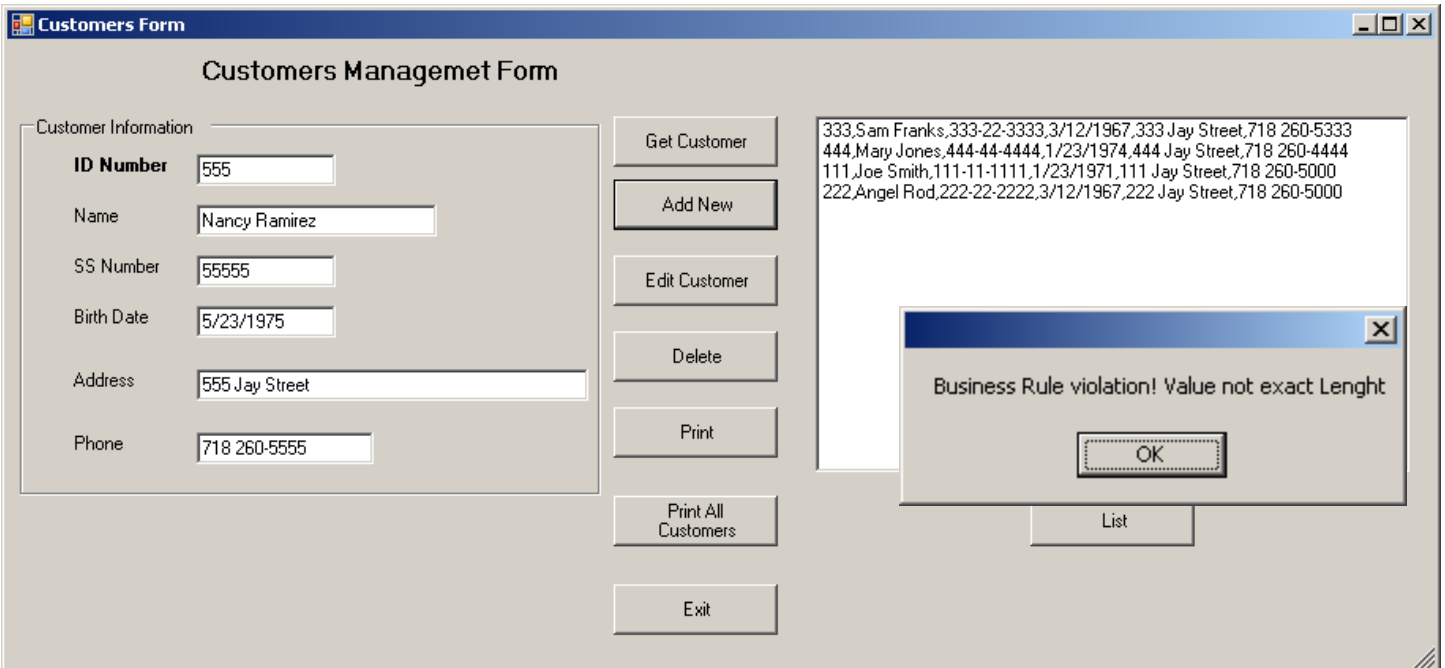 Customers Form
Customers Managemet Form
Customer Information
ID Number
555
Name
Nancy Ramirez
SS Number
55555
Birth Date
5/23/1975
Address
555 Jay Street
Phone
718 260-5555
Get Customer
Add New
Edit Customer
Delete
Print
Print All
Customers
Exit
333,Sam Franks,333-22-3333,3/12/1967,333 Jay Street,718 260-5333
444,Mary Jones,444-44-4444,1/23/1974,444 Jay Street,718 260-4444
111,Joe Smith,111-11-1111,1/23/1971,111 Jay Street,718 260-5000
222,Angel Rod,222-22-2222,3/12/1967,222 Jay Street,718 260-5000
Business Rule violation! Value not exact Lenght
OK
List